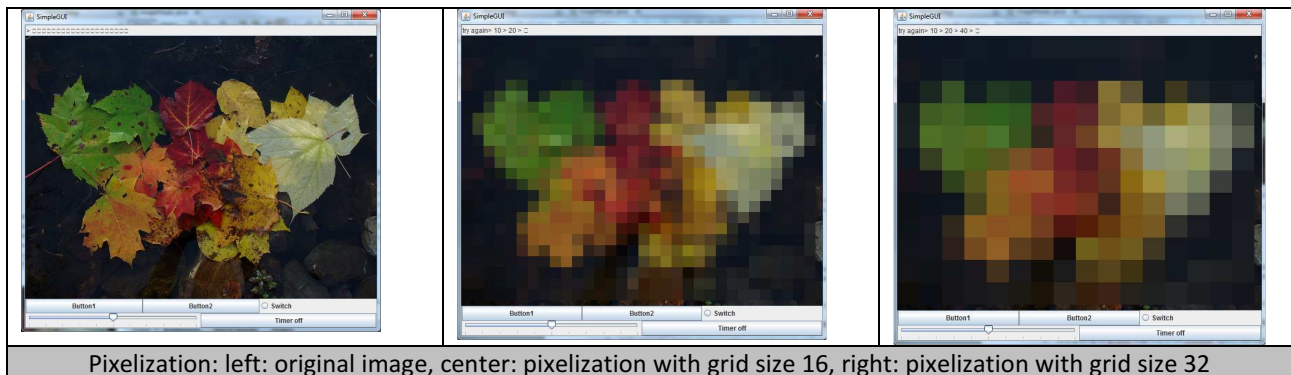 SimpleGUI
Button1 Button2 Switch
Timer off
SimpleGUI
try again> 10 > 20 >
Button1 Button2 Switch
Timer off
SimpleGUI
try again> 10 > 20 > 40 >
Button1 Button2 Switch
Timer off
Pixelization: left: original image, center: pixelization with grid size 16, right: pixelization with grid size 32